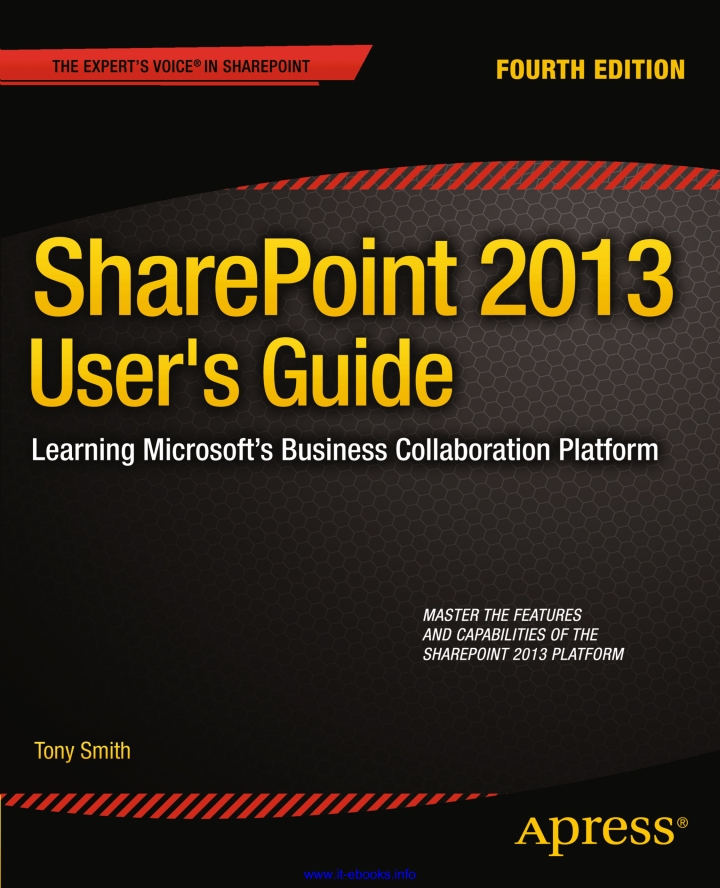 THE EXPERT'S VOICE® IN SHAREPOINT
FOURTH EDITION
SharePoint 2013
User's Guide
Learning Microsoft's Business Collaboration Platform
MASTER THE FEATURES
AND CAPABILITIES OF THE
SHAREPOINT 2013 PLATFORM
Tony Smith
Apress®
www.it-ebooks.info